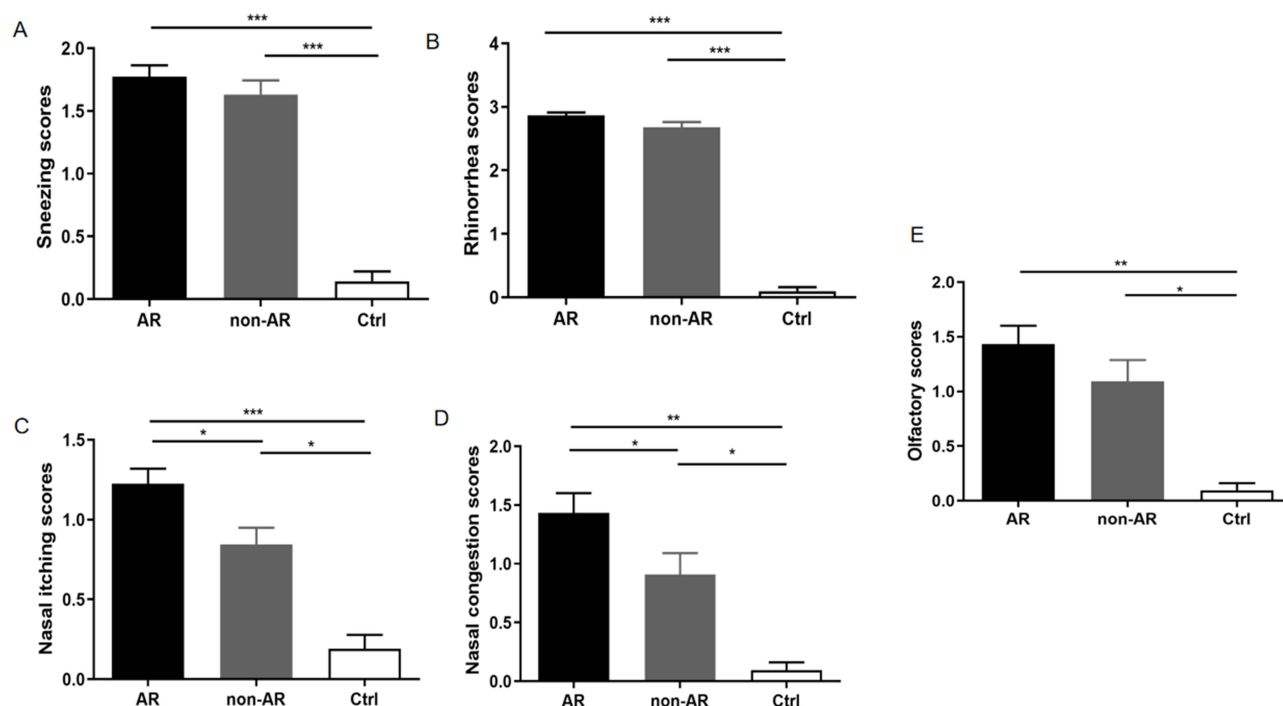 A
***
***
Sneezing scores
2.0
1.5
1.0
0.5
0.0
AR non-AR Ctrl
B
***
***
Rhinorrhea scores
4
3
2
1
0
AR non-AR Ctrl
C
***
* *
Nasal itching scores
1.5
1.0
0.5
0.0
AR non-AR Ctrl
D
**
* *
Nasal congestion scores
2.0
1.5
1.0
0.5
0.0
AR non-AR Ctrl
E
**
*
Olfactory scores
2.0
1.5
1.0
0.5
0.0
AR non-AR Ctrl